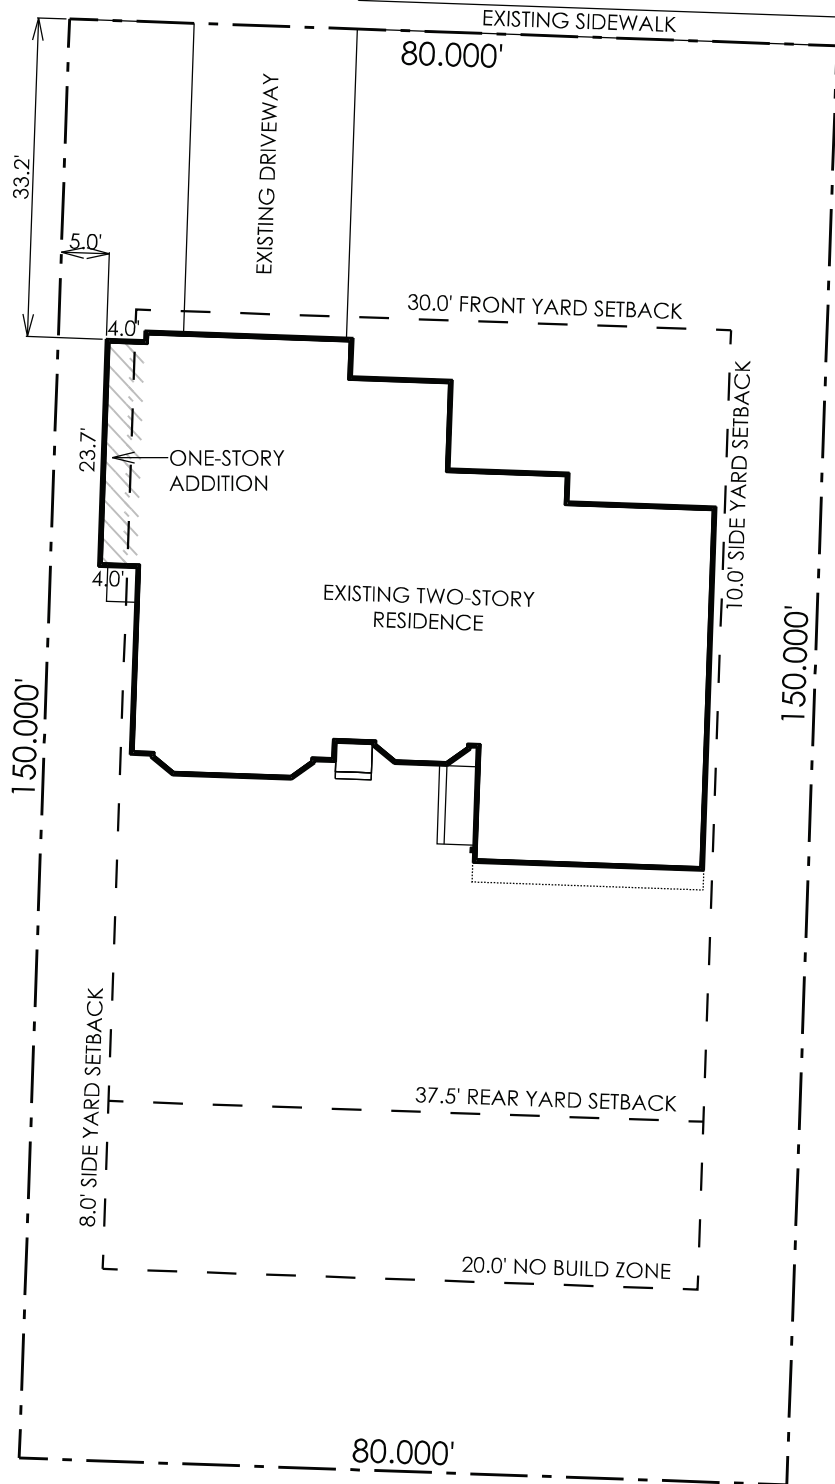 EXISTING SIDEWALK
80.000'
EXISTING DRIVEWAY
33.2'
5.0'
30.0' FRONT YARD SETBACK
4.0'
10.0' SIDE YARD SETBACK
23.7'
ONE-STORY
ADDITION
4.0'
EXISTING TWO-STORY
RESIDENCE
150.000'
150.000'
8.0' SIDE YARD SETBACK
37.5' REAR YARD SETBACK
20.0' NO BUILD ZONE
80.000'